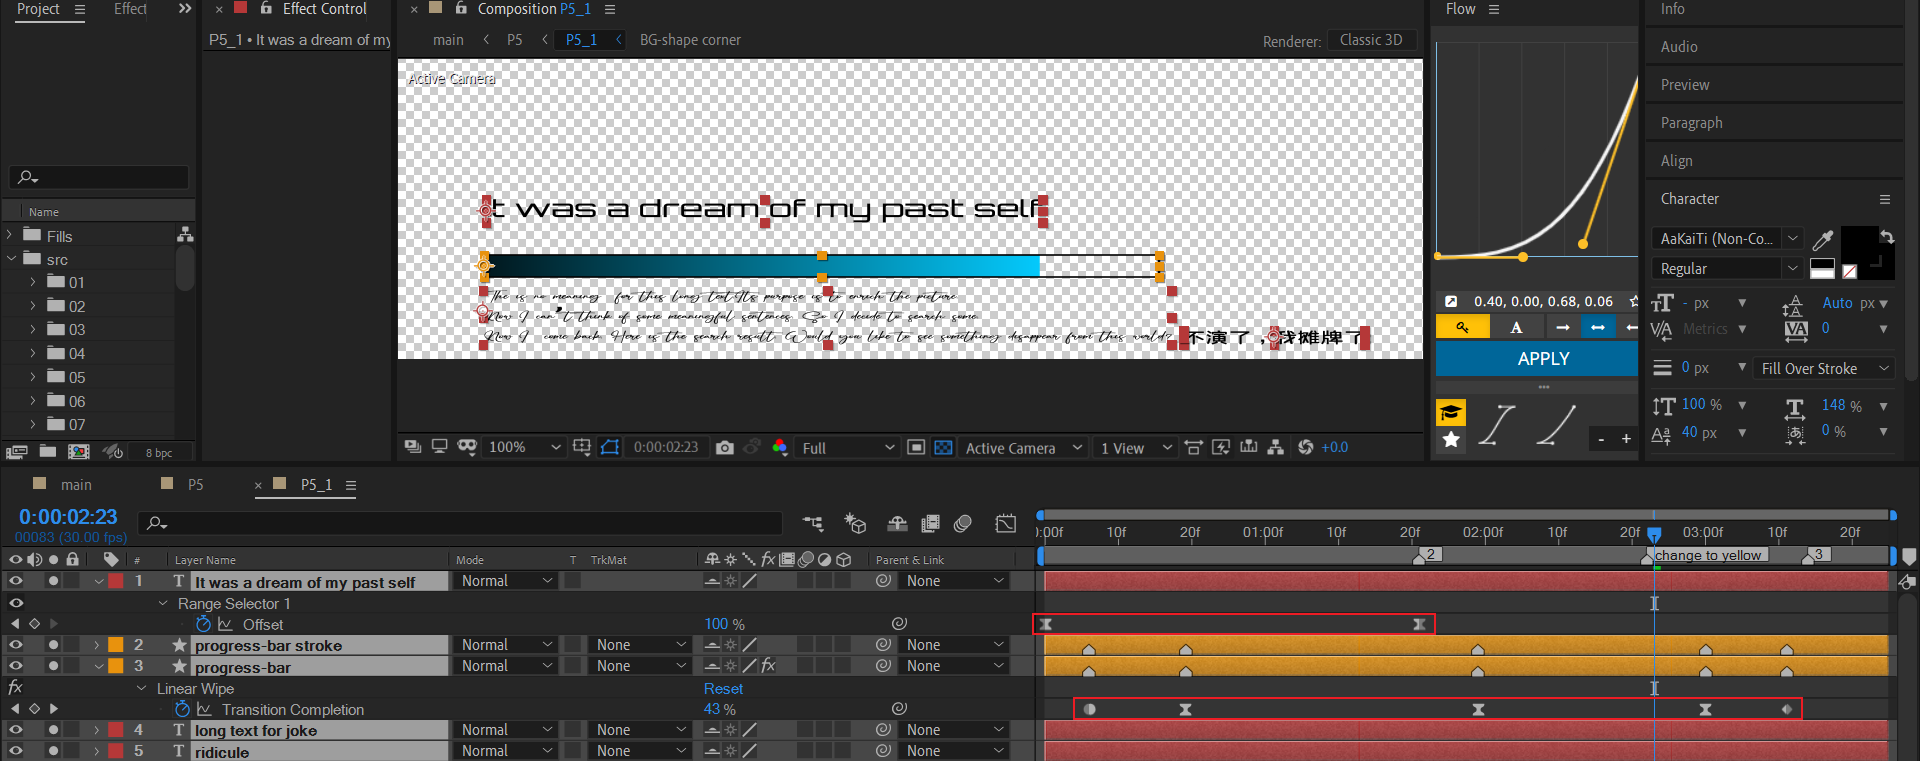 Project
Effect
Effect Control
Composition P5_1
Flow
Info
P5_1 • It was a dream of my
main
P5
P5_1
BG-shape corner
Renderer:
Classic 3D
Audio
Active Camera
Preview
Paragraph
Align
Character
It was a dream of my past self
Name
Fills
src
01
02
03
04
05
06
07
AaKaiTi (Non-Co...
Regular
The is no meaning for this long text.Its purpose is to enrich the picture
Now I can't think of some meaningful sentences. So I decide to search some.
Now I come back. Here is the search result. Would you like to see something desappear from this world?
不演了，我摊牌了
0.40, 0.00, 0.68, 0.06
- px
Auto px
Metrics
0
A
APPLY
0 px
Fill Over Stroke
100 %
148 %
40 px
0 %
- +
8 bpc
100%
0:00:02:23
Full
Active Camera
1 View
+0.0
main
P5
P5_1
0:00:02:23
00083 (30.00 fps)
:00f
10f
20f
01:00f
10f
20f
02:00f
10f
20f
03:00f
10f
20f
2
change to yellow
3
#
Layer Name
Mode
T
TrkMat
Parent & Link
1
T
It was a dream of my past self
Normal
None
Range Selector 1
Offset
100 %
2
progress-bar stroke
Normal
None
None
3
progress-bar
Normal
None
fx
None
fx
Linear Wipe
Reset
Transition Completion
43 %
4
T
long text for joke
Normal
None
None
5
T
ridicule
Normal
None
None